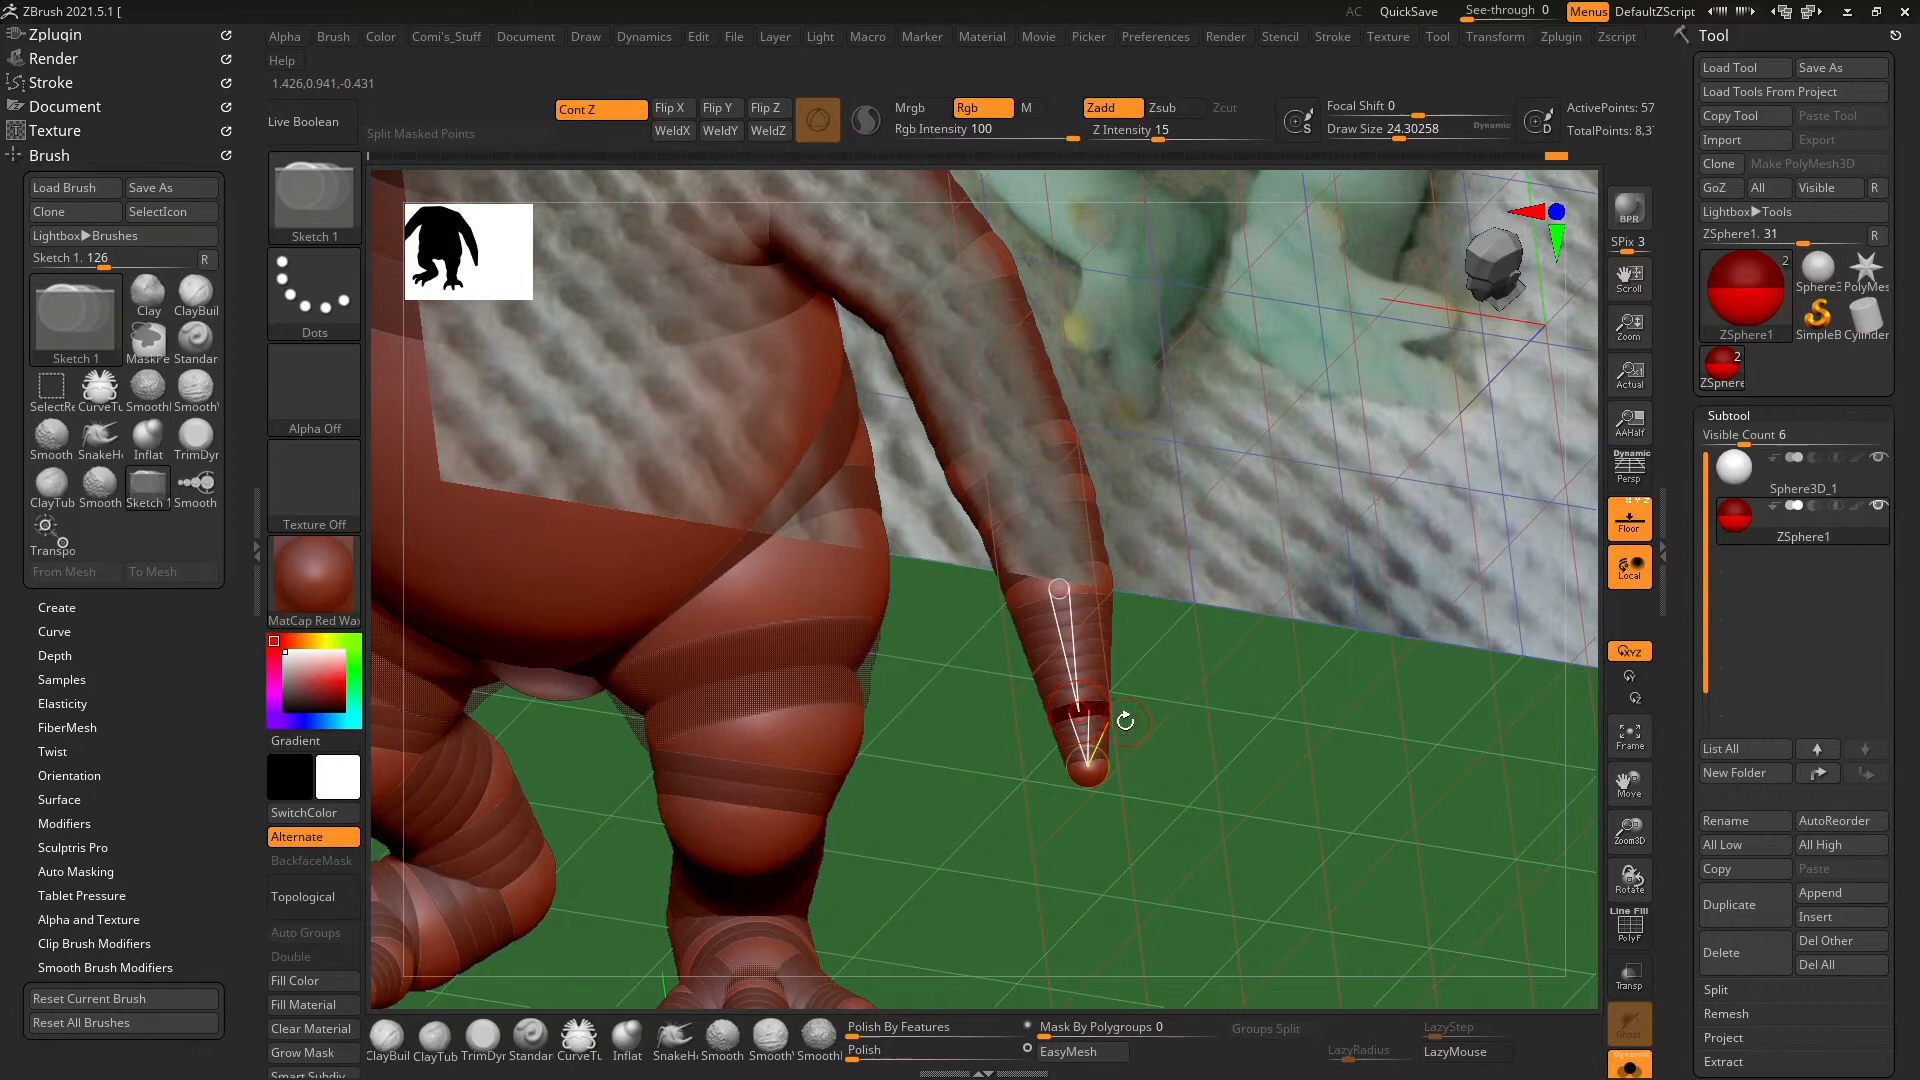 ZBrush 2021.5.1 [
AC
QuickSave
See-through 0
Menus
DefaultZScript
Zplugin
Render
Stroke
Document
Texture
Brush
Alpha Brush Color Comi's_Stuff Document Draw Dynamics Edit File Layer Light Macro Marker Material Movie Picker Preferences Render Stencil Stroke Texture Tool Transform Zplugin Zscript
Help
1.426,0.941,-0.431
Live Boolean
Split Masked Points
Cont Z
Flip X Flip Y Flip Z
WeldX WeldY WeldZ
Mrgb Rgb M
Rgb Intensity 100
Zadd Zsub Zcut
Z Intensity 15
Focal Shift 0
Draw Size 24.30258
Dynamic
S
D
ActivePoints: 57
TotalPoints: 8,3
Load Brush Save As
Clone SelectIcon
Lightbox▶Brushes
Sketch 1. 126 R
Sketch 1
Clay ClayBuil
MaskPe Standar
SelectRe CurveTu Smooth
Smooth SnakeH Inflat TrimDyr
ClayTub Smooth Sketch 1 Smooth
Transpo
From Mesh To Mesh
Create
Curve
Depth
Samples
Elasticity
FiberMesh
Twist
Orientation
Surface
Modifiers
Sculptris Pro
Auto Masking
Tablet Pressure
Alpha and Texture
Clip Brush Modifiers
Smooth Brush Modifiers
Reset Current Brush
Reset All Brushes
Sketch 1
Dots
Alpha Off
Texture Off
MatCap Red Wax
Gradient
SwitchColor
Alternate
BackfaceMask
Topological
Auto Groups
Double
Fill Color
Fill Material
Clear Material
Grow Mask
Smart Subdiv
ClayBuil ClayTub TrimDyr Standar CurveTu Inflat SnakeH Smooth Smooth
Polish By Features
Polish
Mask By Polygroups 0
EasyMesh
Groups Split
LazyRadius
LazyStep
LazyMouse
BPR
SPix 3
Scroll
Zoom
Actual
AAHalf
Dynamic
Persp
X Y Z
Floor
Local
XYZ
Y
Z
Frame
Move
Zoom3D
Rotate
Line Fill
PolyF
Transp
Ghost
Dynamic
Tool
Load Tool Save As
Load Tools From Project
Copy Tool Paste Tool
Import Export
Clone Make PolyMesh3D
GoZ All Visible R
Lightbox▶Tools
ZSphere1. 31 R
2
ZSphere1
Sphere3 PolyMes
SimpleB Cylinder
2
ZSphere
Subtool
Visible Count 6
Sphere3D_1
ZSphere1
List All
New Folder
Rename AutoReorder
All Low All High
Copy Paste
Duplicate
Append
Insert
Delete
Del Other
Del All
Split
Remesh
Project
Extract